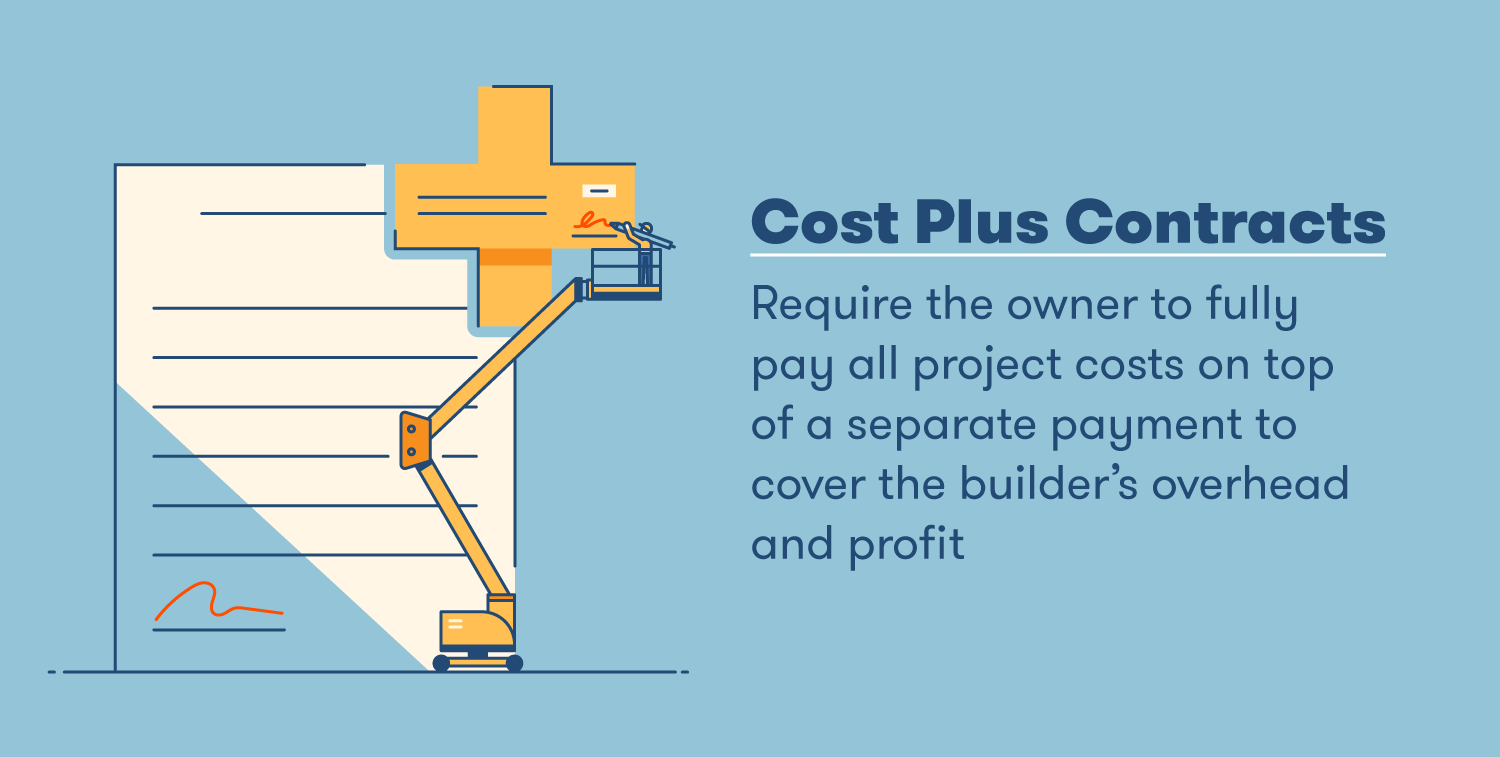 Cost Plus Contracts
Require the owner to fully
pay all project costs on top
of a separate payment to
cover the builder’s overhead
and profit